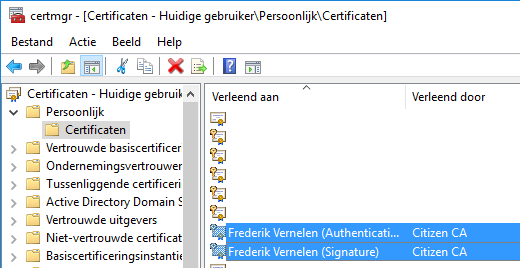 certmgr - [Certificaten - Huidige gebruiker\Persoonlijk\Certificaten]
Bestand Actie Beeld Help
Certificaten - Huidige gebruik
Persoonlijk
Certificaten
Vertrouwde basiscertificer
Ondernemingsvertrouwer
Tussenliggende certificerin
Active Directory Domain S
Vertrouwde uitgevers
Niet-vertrouwde certificat
Basiscertificeringsinstantie
Verleend aan Verleend door
Frederik Vernelen (Authenticati... Citizen CA
Frederik Vernelen (Signature) Citizen CA